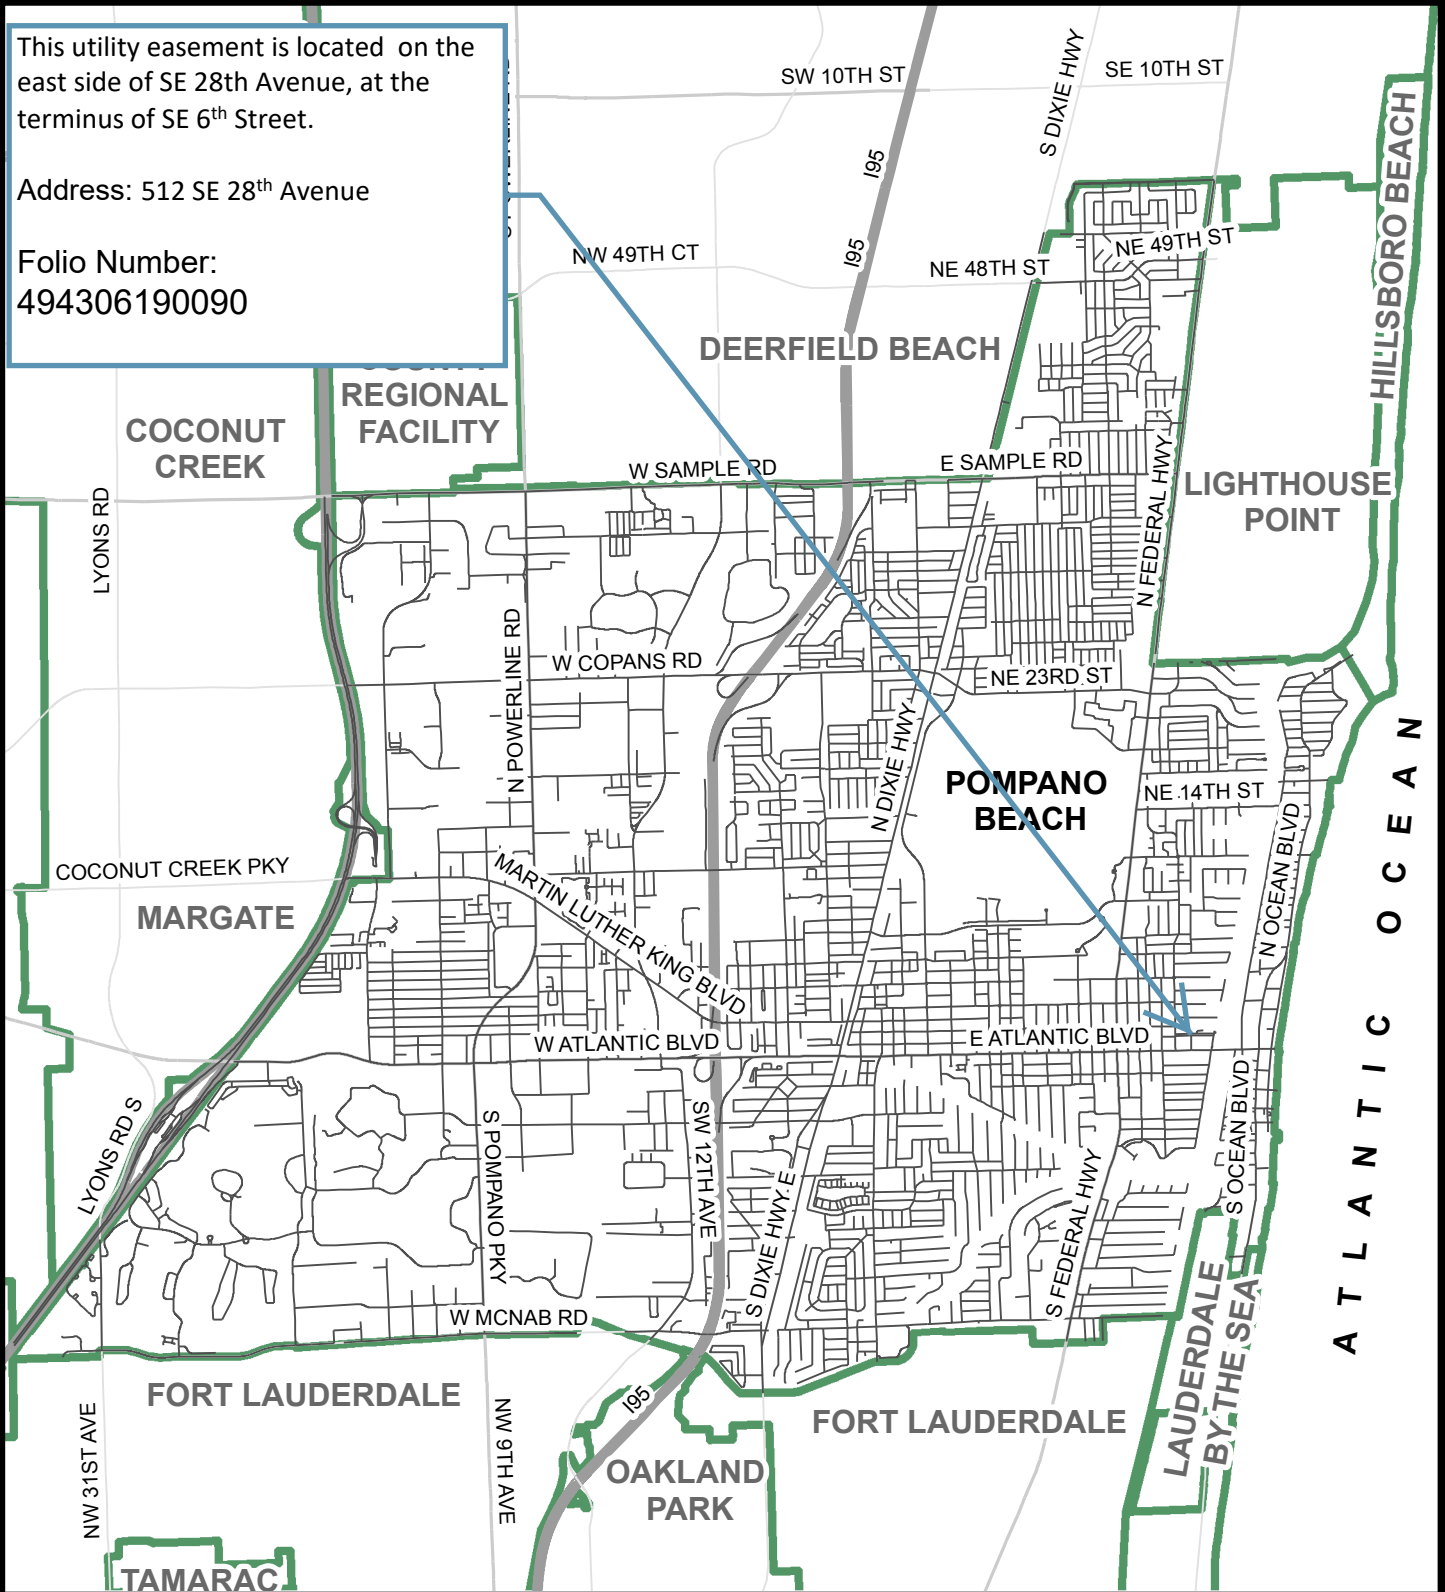 This utility easement is located  on the
east side of SE 28th Avenue, at the
terminus of SE 6th Street.
Address: 512 SE 28th Avenue
Folio Number:
494306190090
SW 10TH ST
SE 10TH ST
S DIXIE HWY
I95
I95
HILLSBORO BEACH
NW 49TH CT
NE 48TH ST
NE 49TH ST
DEERFIELD BEACH
REGIONAL
FACILITY
COCONUT
CREEK
W SAMPLE RD
E SAMPLE RD
LYONS RD
N FEDERAL HWY
LIGHTHOUSE
POINT
N POWERLINE RD
W COPANS RD
NE 23RD ST
N DIXIE HWY
POMPANO
BEACH
NE 14TH ST
N OCEAN BLVD
COCONUT CREEK PKY
MARTIN LUTHER KING BLVD
MARGATE
ATLANTIC OCEAN
W ATLANTIC BLVD
E ATLANTIC BLVD
LYONS RD S
S POMPANO PKY
SW 12TH AVE
S DIXIE HWY E
S FEDERAL HWY
S OCEAN BLVD
W MCNAB RD
LAUDERDALE
BY THE SEA
FORT LAUDERDALE
FORT LAUDERDALE
I95
NW 31ST AVE
NW 9TH AVE
OAKLAND
PARK
TAMARAC